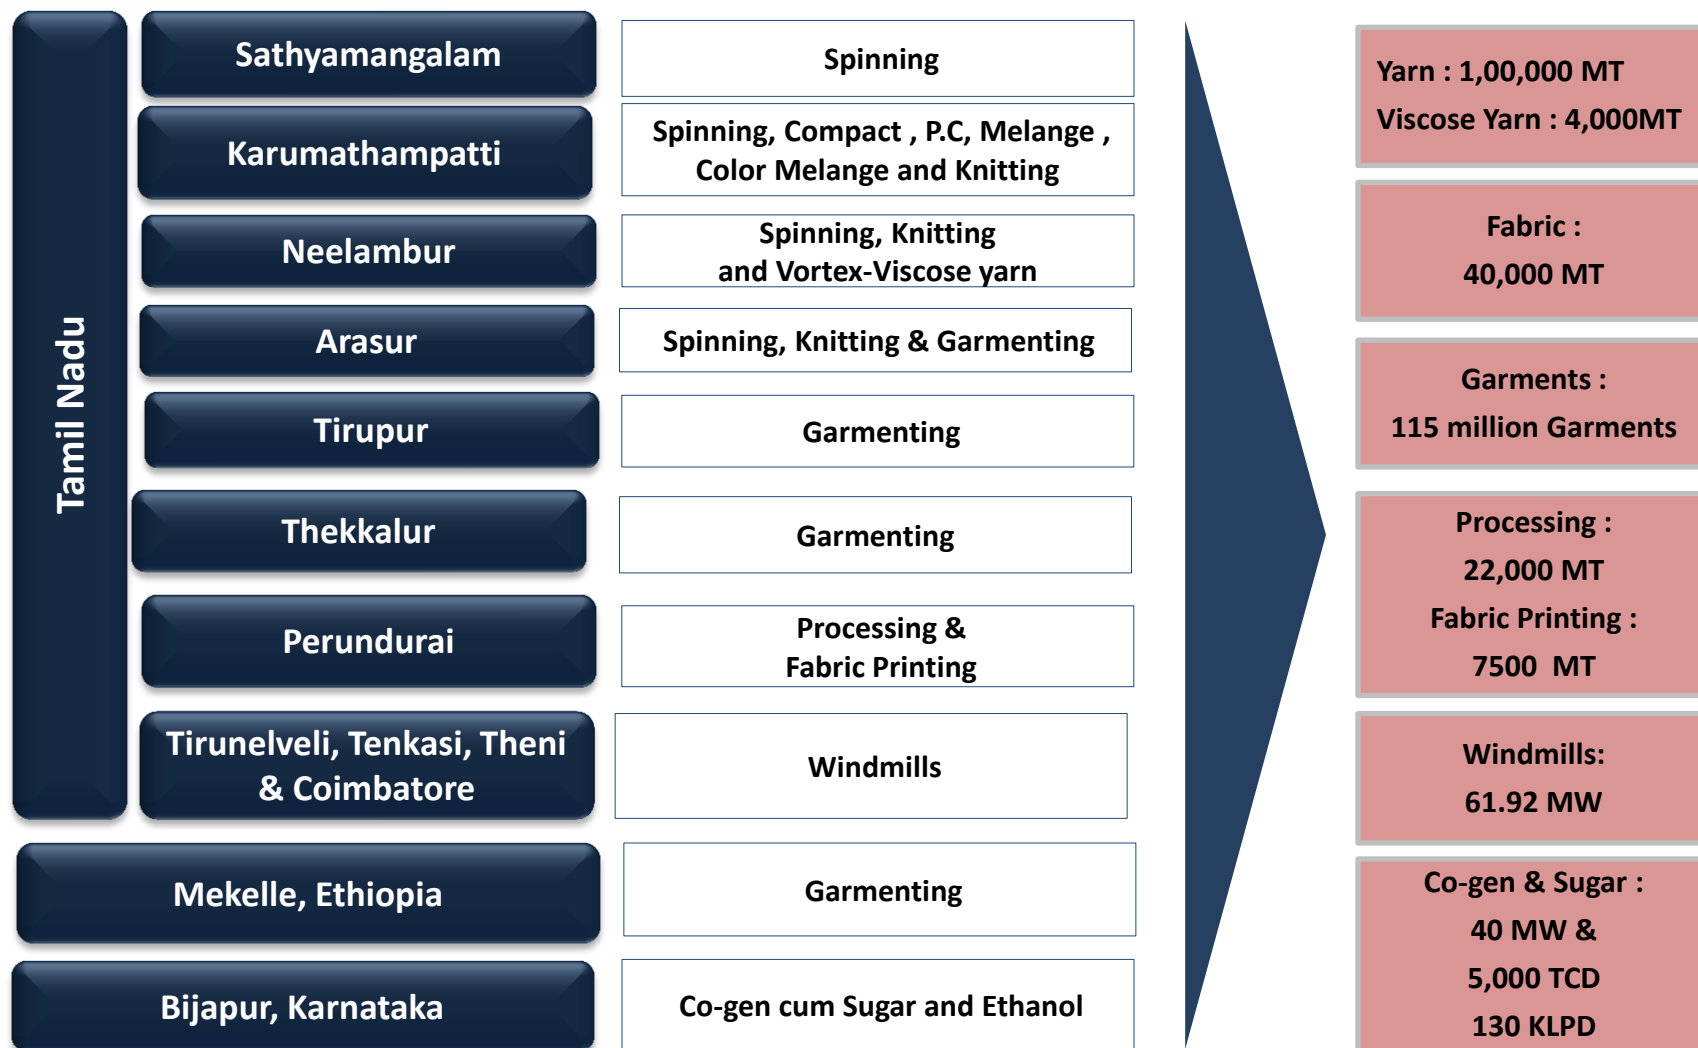 Tamil Nadu
Sathyamangalam
Spinning
Karumathampatti
Spinning, Compact , P.C, Melange ,
Color Melange and Knitting
Neelambur
Spinning, Knitting
and Vortex-Viscose yarn
Arasur
Spinning, Knitting & Garmenting
Tirupur
Garmenting
Thekkalur
Garmenting
Perundurai
Processing &
Fabric Printing
Tirunelveli, Tenkasi, Theni
& Coimbatore
Windmills
Mekelle, Ethiopia
Garmenting
Bijapur, Karnataka
Co-gen cum Sugar and Ethanol
Yarn : 1,00,000 MT
Viscose Yarn : 4,000MT
Fabric :
40,000 MT
Garments :
115 million Garments
Processing :
22,000 MT
Fabric Printing :
7500  MT
Windmills:
61.92 MW
Co-gen & Sugar :
40 MW &
5,000 TCD
130 KLPD